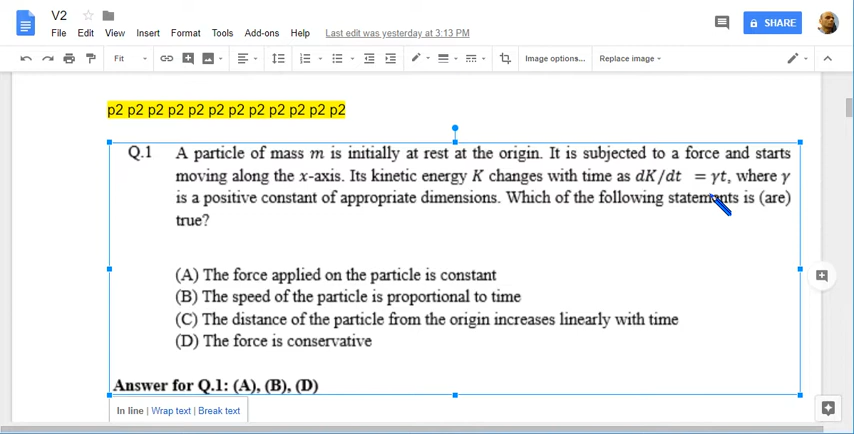 V2
File Edit View Insert Format Tools Add-ons Help Last edit was yesterday at 3:13 PM
SHARE
Fit
Image options...
Replace image
p2 p2 p2 p2 p2 p2 p2 p2 p2 p2 p2 p2
Q.1 A particle of mass m is initially at rest at the origin. It is subjected to a force and starts
moving along the x-axis. Its kinetic energy K changes with time as dK/dt = γt, where γ
is a positive constant of appropriate dimensions. Which of the following statements is (are)
true?
(A) The force applied on the particle is constant
(B) The speed of the particle is proportional to time
(C) The distance of the particle from the origin increases linearly with time
(D) The force is conservative
Answer for Q.1: (A), (B), (D)
In line | Wrap text | Break text